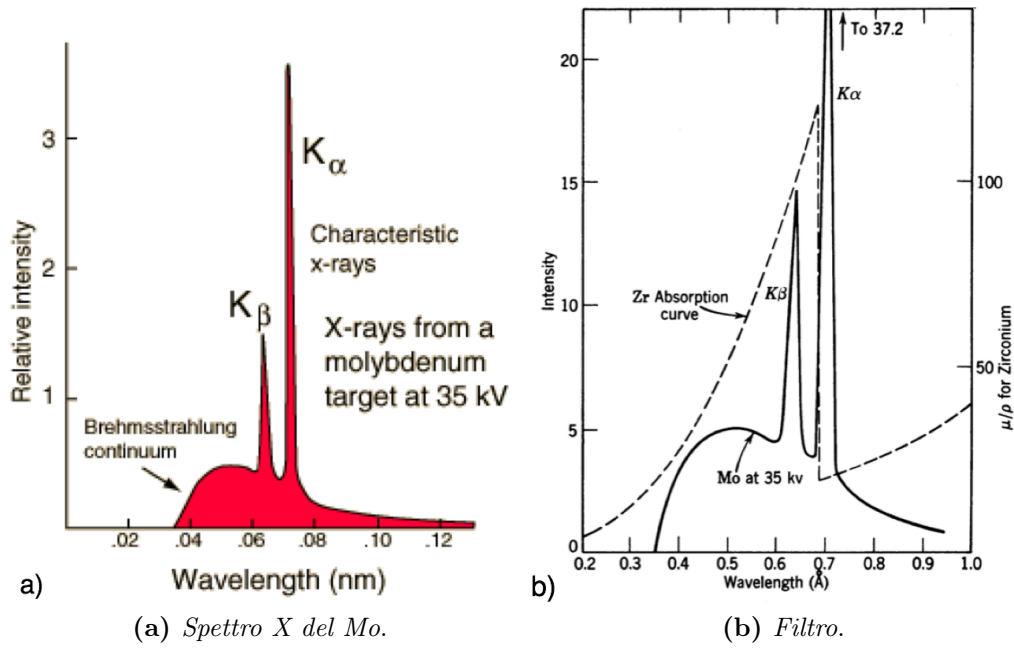 3
2
1
Relative intensity
Kα
Kβ
Characteristic
x-rays
X-rays from a
molybdenum
target at 35 kV
Brehmsstrahlung
continuum
.02 .04 .06 .08 .10 .12
Wavelength (nm)
a)
(a) Spettro X del Mo.
20
15
10
5
0
Intensity
To 37.2
Kα
Kβ
Zr Absorption
curve
Mo at 35 kv
100
50
μ/ρ for Zirconium
0.2 0.3 0.4 0.5 0.6 0.7 0.8 0.9 1.0
Wavelength (Å)
b)
(b) Filtro.